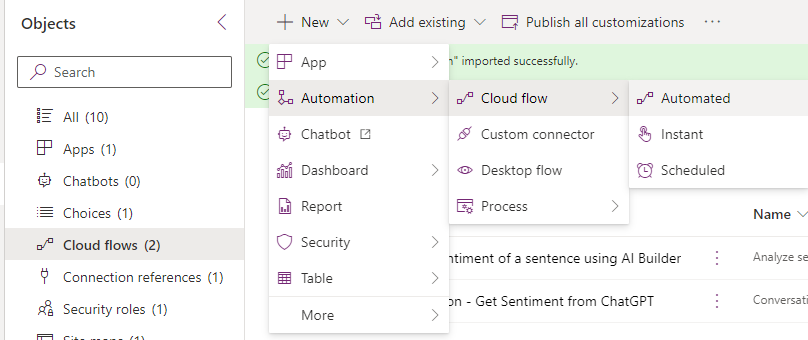 Objects
Search
All (10)
Apps (1)
Chatbots (0)
Choices (1)
Cloud flows (2)
Connection references (1)
Security roles (1)
New
Add existing
Publish all customizations
" imported successfully.
App
Automation
Chatbot
Dashboard
Report
Security
Table
More
Cloud flow
Custom connector
Desktop flow
Process
Automated
Instant
Scheduled
Name
ntiment of a sentence using AI Builder
Analyze se
on - Get Sentiment from ChatGPT
Conversati